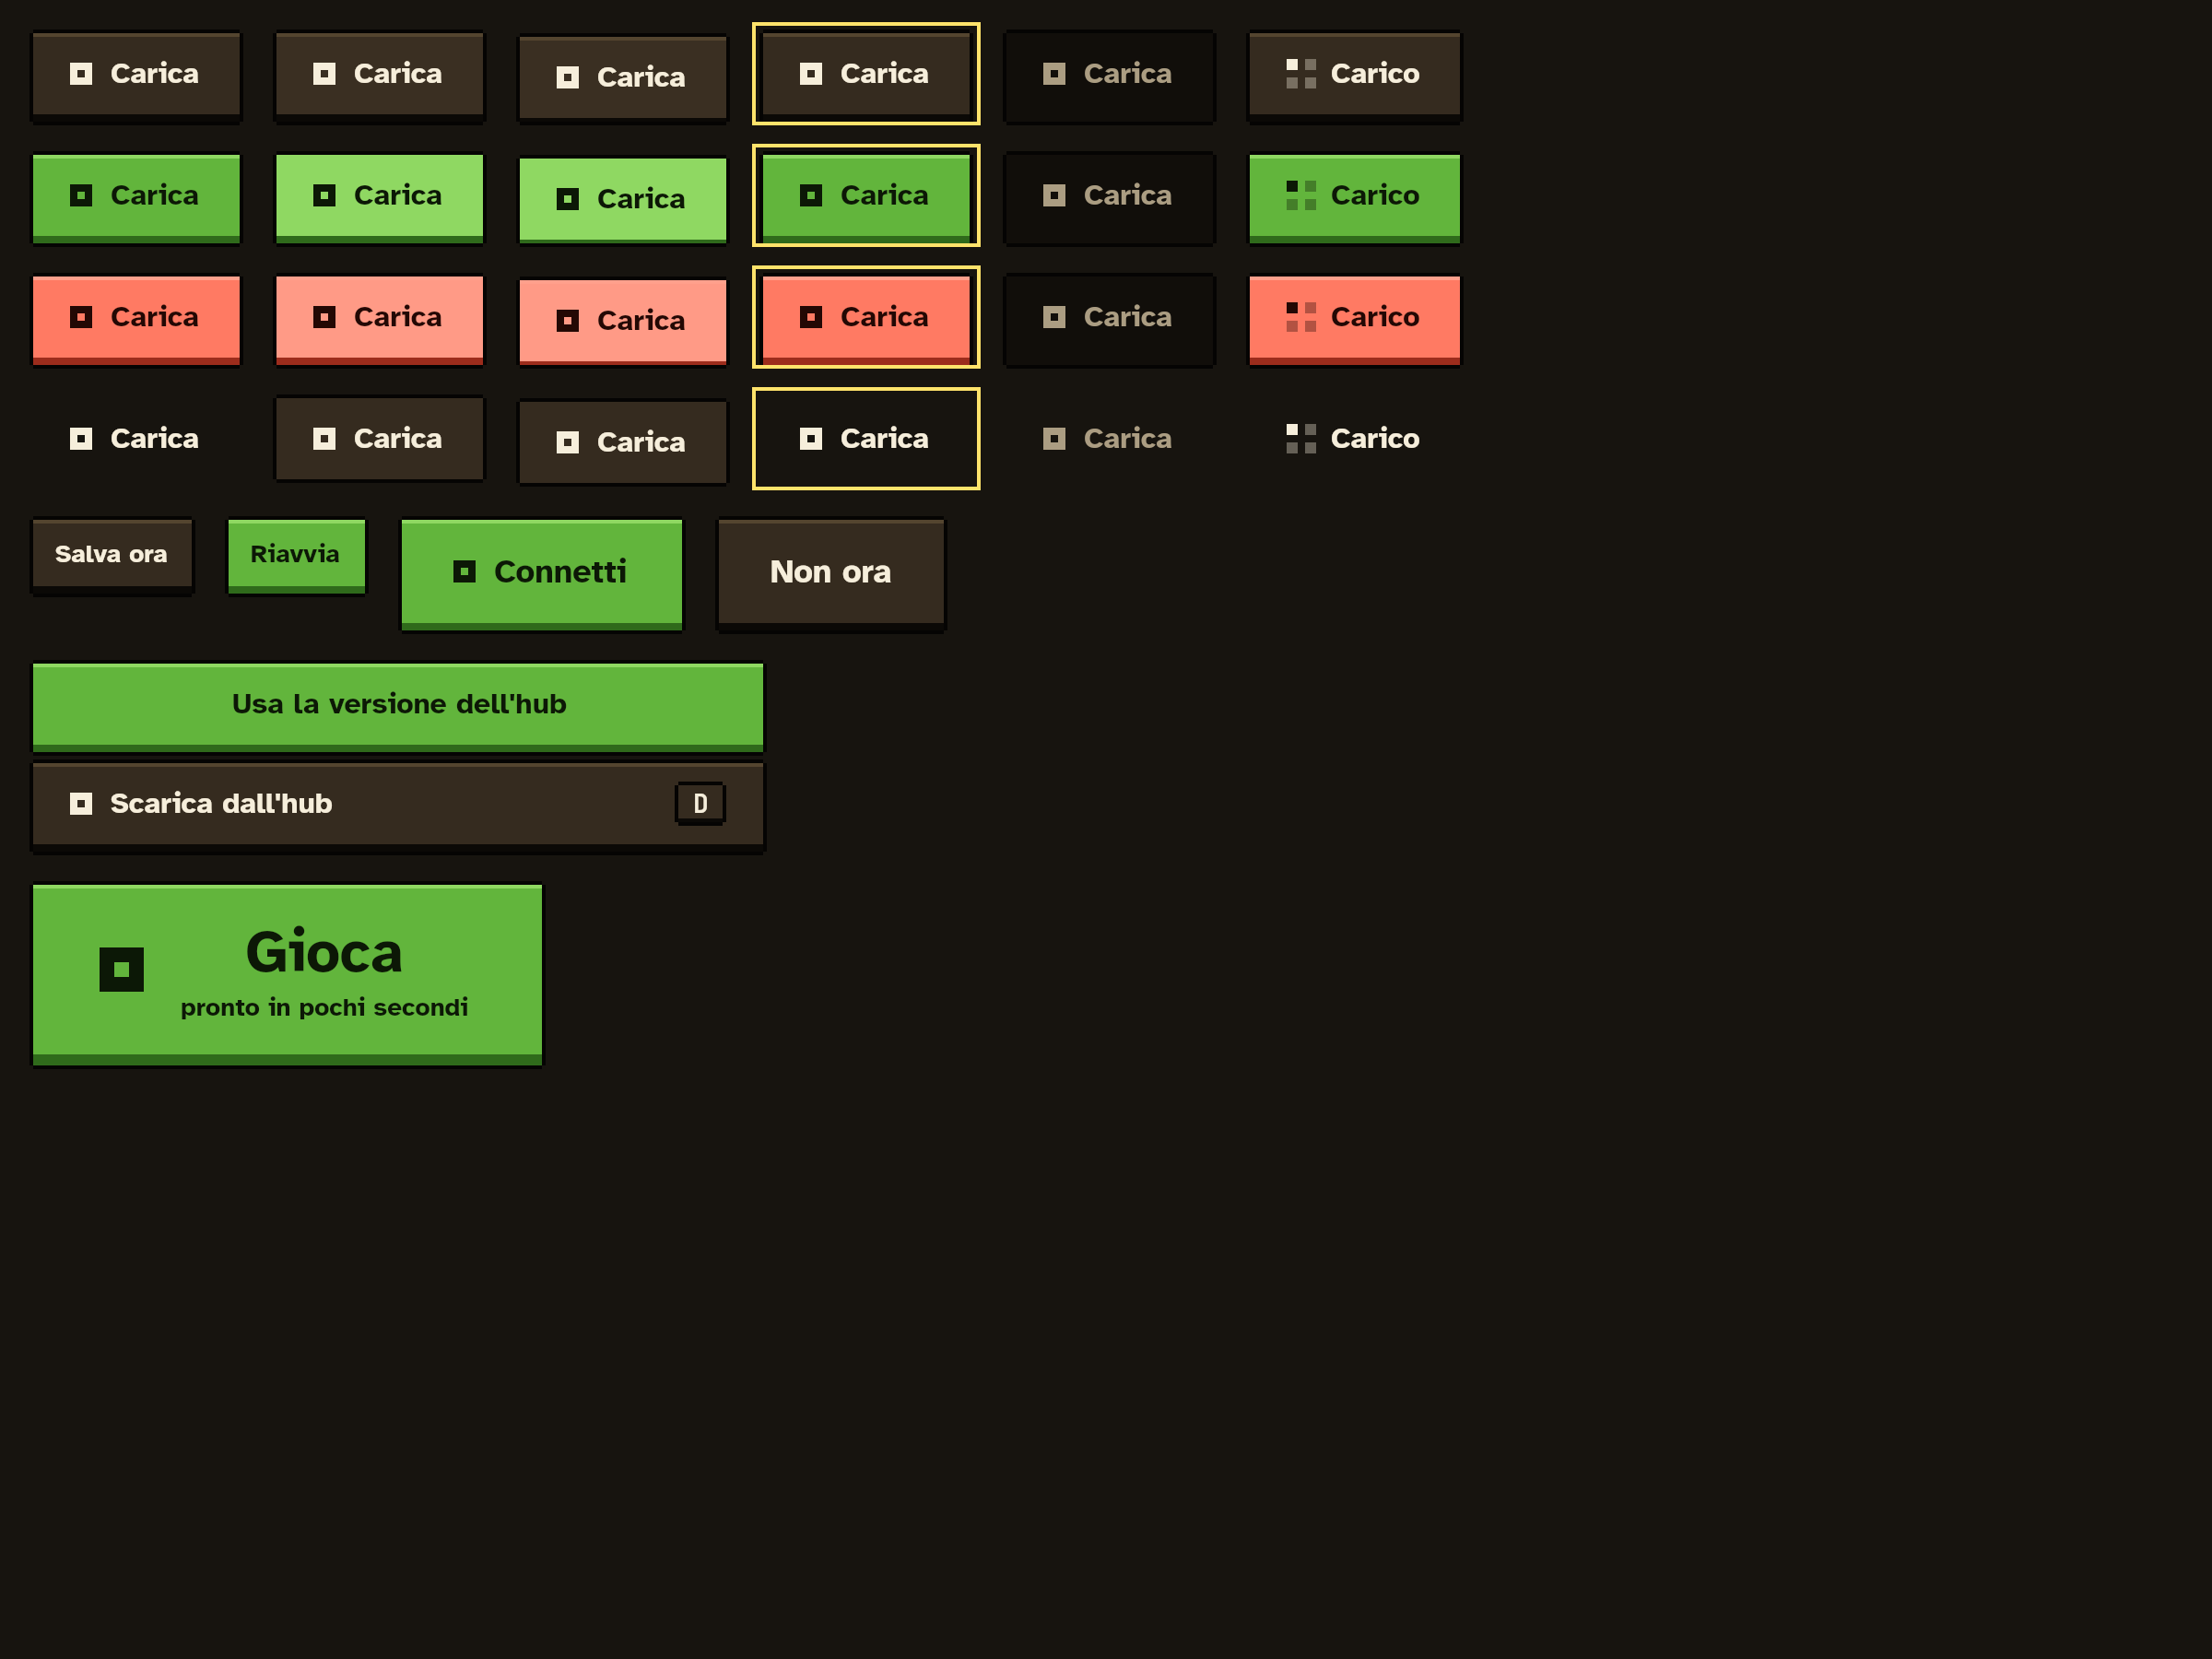 Carica Carica Carica Carica Carica Carico
Carica Carica Carica Carica Carica Carico
Carica Carica Carica Carica Carica Carico
Carica Carica Carica Carica Carica Carico
Salva ora Riavvia Connetti Non ora
Usa la versione dell'hub
Scarica dall'hub D
Gioca
pronto in pochi secondi